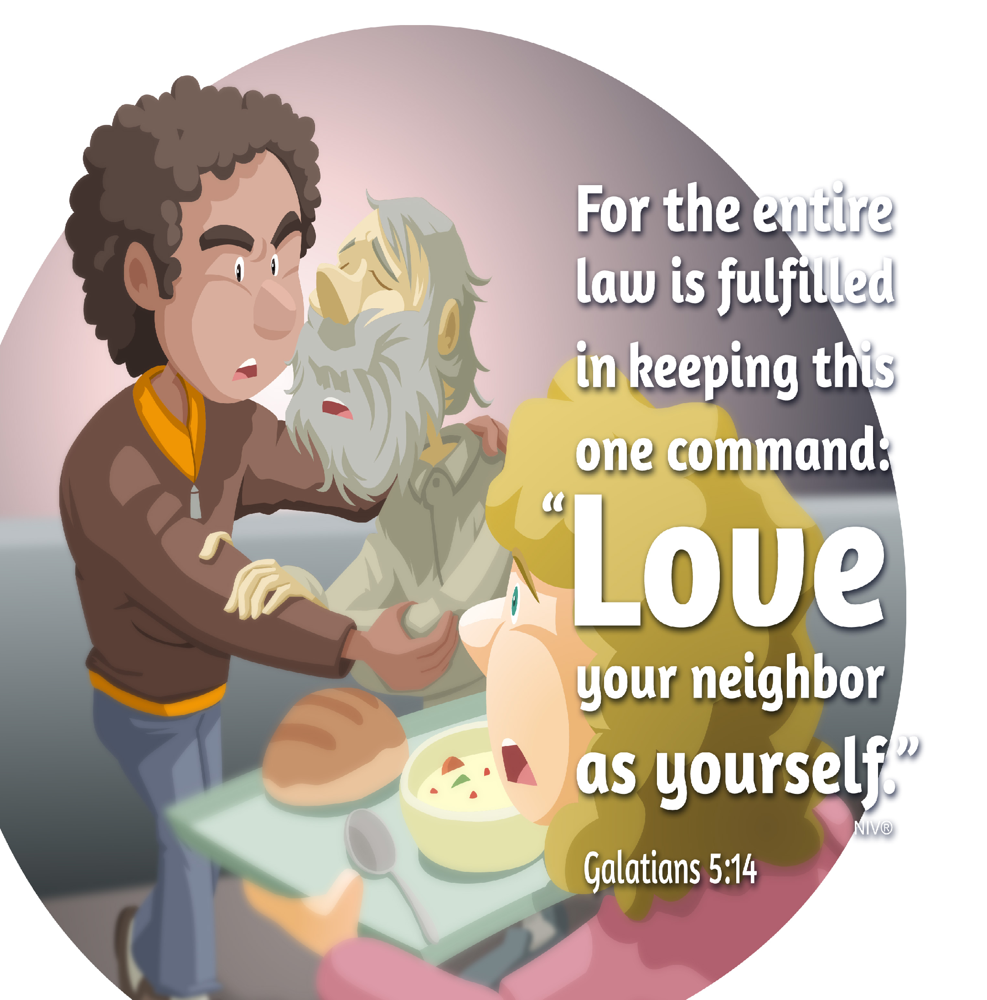 For the entire
law is fulfilled
in keeping this
one command:
“Love
your neighbor
as yourself.”
NIV®
Galatians 5:14